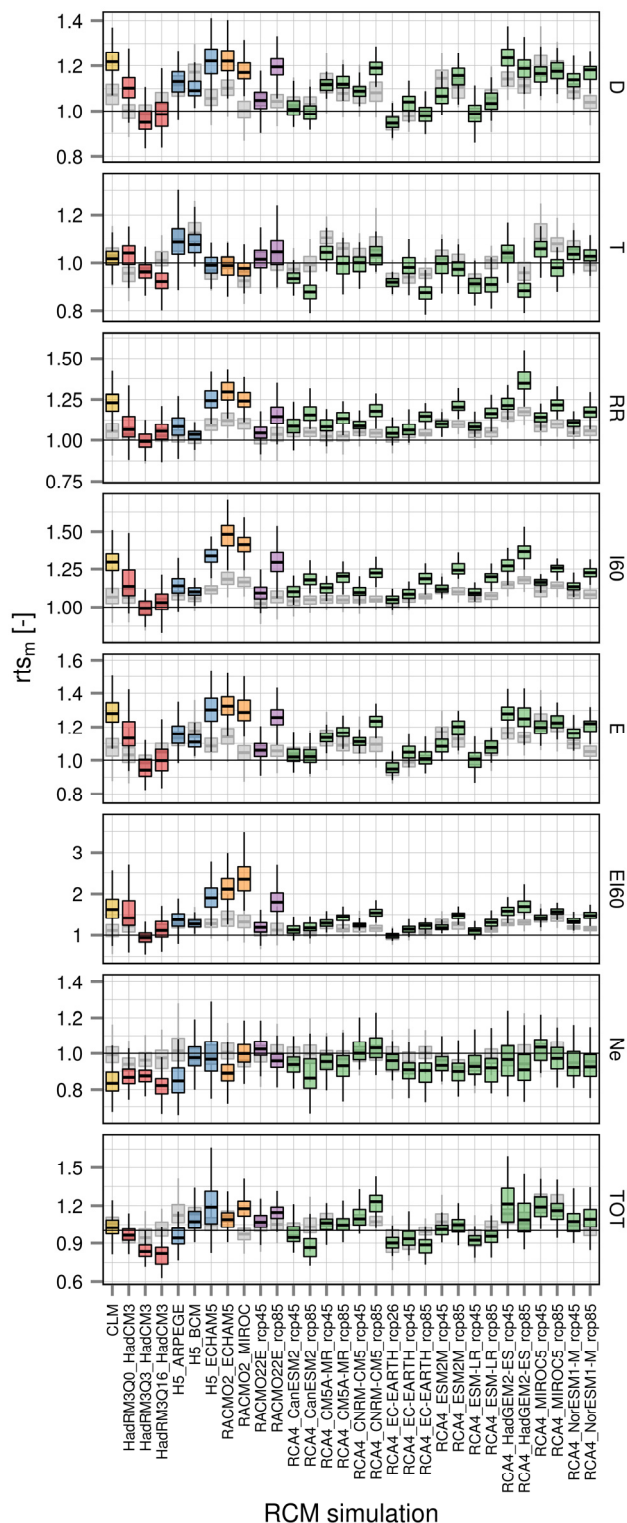 1.4
1.2
1.0
0.8
D
1.2
1.0
0.8
T
1.50
1.25
1.00
0.75
RR
1.50
1.25
1.00
I60
1.6
1.4
1.2
1.0
0.8
E
3
2
1
EI60
1.4
1.2
1.0
0.8
Ne
1.5
1.2
0.9
0.6
TOT
rtsm [-]
CLM
HadRM3Q0_HadCM3
HadRM3Q3_HadCM3
HadRM3Q16_HadCM3
H5_ARPEGE
H5_BCM
H5_ECHAM5
RACMO2_ECHAM5
RACMO2_MIROC
RACMO22E_rcp45
RACMO22E_rcp85
RCA4_CanESM2_rcp45
RCA4_CanESM2_rcp85
RCA4_CM5A-MR_rcp45
RCA4_CM5A-MR_rcp85
RCA4_CNRM-CM5_rcp45
RCA4_CNRM-CM5_rcp85
RCA4_EC-EARTH_rcp26
RCA4_EC-EARTH_rcp45
RCA4_EC-EARTH_rcp85
RCA4_ESM2M_rcp45
RCA4_ESM2M_rcp85
RCA4_ESM-LR_rcp45
RCA4_ESM-LR_rcp85
RCA4_HadGEM2-ES_rcp45
RCA4_HadGEM2-ES_rcp85
RCA4_MIROC5_rcp45
RCA4_MIROC5_rcp85
RCA4_NorESM1-M_rcp45
RCA4_NorESM1-M_rcp85
RCM simulation